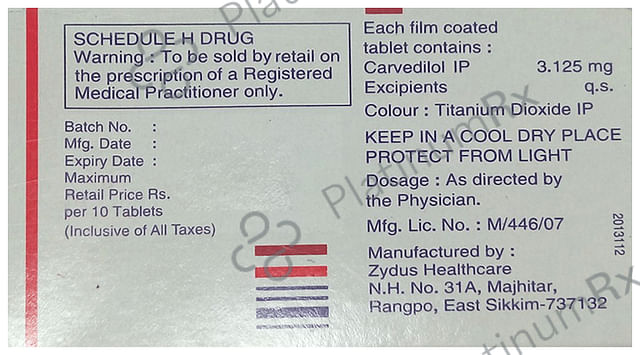 SCHEDULE H DRUG
Warning : To be sold by retail on
the prescription of a Registered
Medical Practitioner only.
Batch No. :
Mfg. Date :
Expiry Date :
Maximum
Retail Price Rs.
per 10 Tablets
(Inclusive of All Taxes)
Each film coated
tablet contains :
Carvedilol IP 3.125 mg
Excipients q.s.
Colour : Titanium Dioxide IP
KEEP IN A COOL DRY PLACE
PROTECT FROM LIGHT
Dosage : As directed by
the Physician.
Mfg. Lic. No. : M/446/07
Manufactured by :
Zydus Healthcare
N.H. No. 31A, Majhitar,
Rangpo, East Sikkim-737132
2013112
PlatinumRx
PlatinumRx